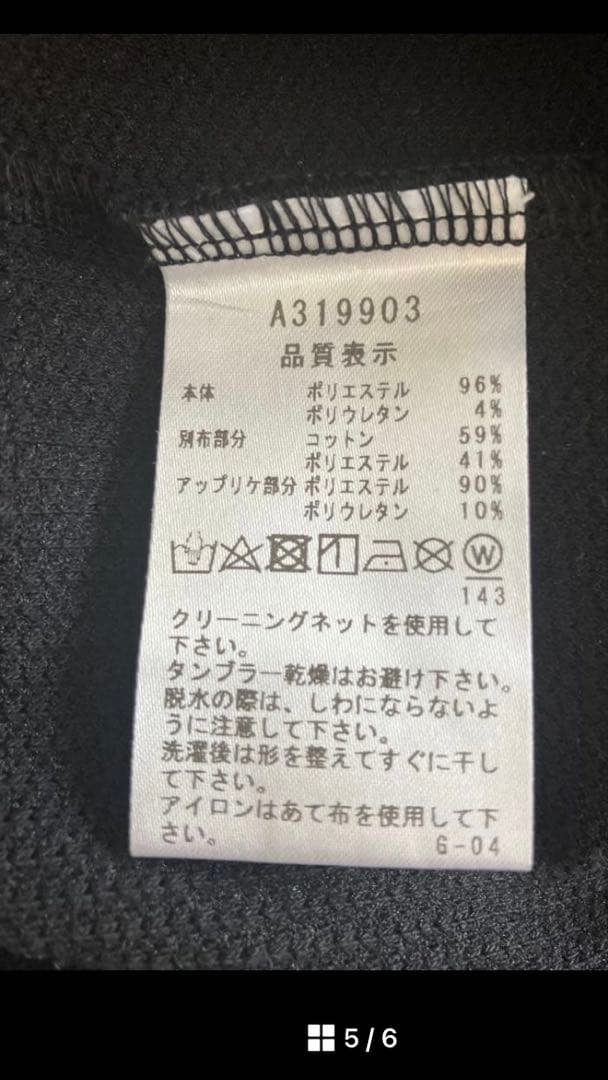 A319903
品質表示
本体 ポリエステル 96%
ポリウレタン 4%
別布部分 コットン 59%
ポリエステル 41%
アップリケ部分 ポリエステル 90%
ポリウレタン 10%
W
143
クリーニングネットを使用して
下さい。
タンブラー乾燥はお避け下さい。
脱水の際は、しわにならないよ
うに注意して下さい。
洗濯後は形を整えてすぐに干し
て下さい。
アイロンはあて布を使用して下
さい。
G-04
5/6